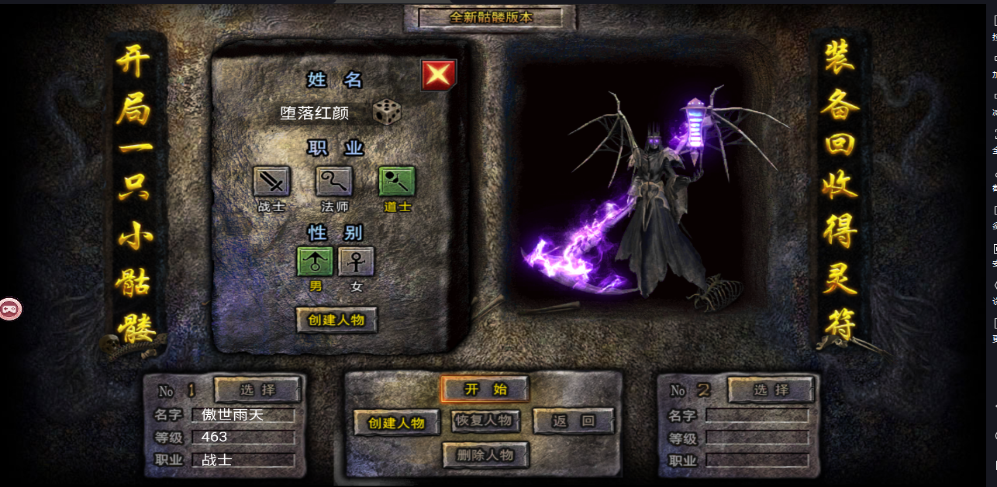 全新骷髅版本
开局一只小骷髅
姓 名
堕落红颜
职 业
战士 法师 道士
性 别
男 女
创建人物
装备回收得灵符
No 1 选 择
名字 傲世雨天
等级 463
职业 战士
开 始
创建人物 恢复人物 返 回
删除人物
No 2 选 择
名字
等级
职业